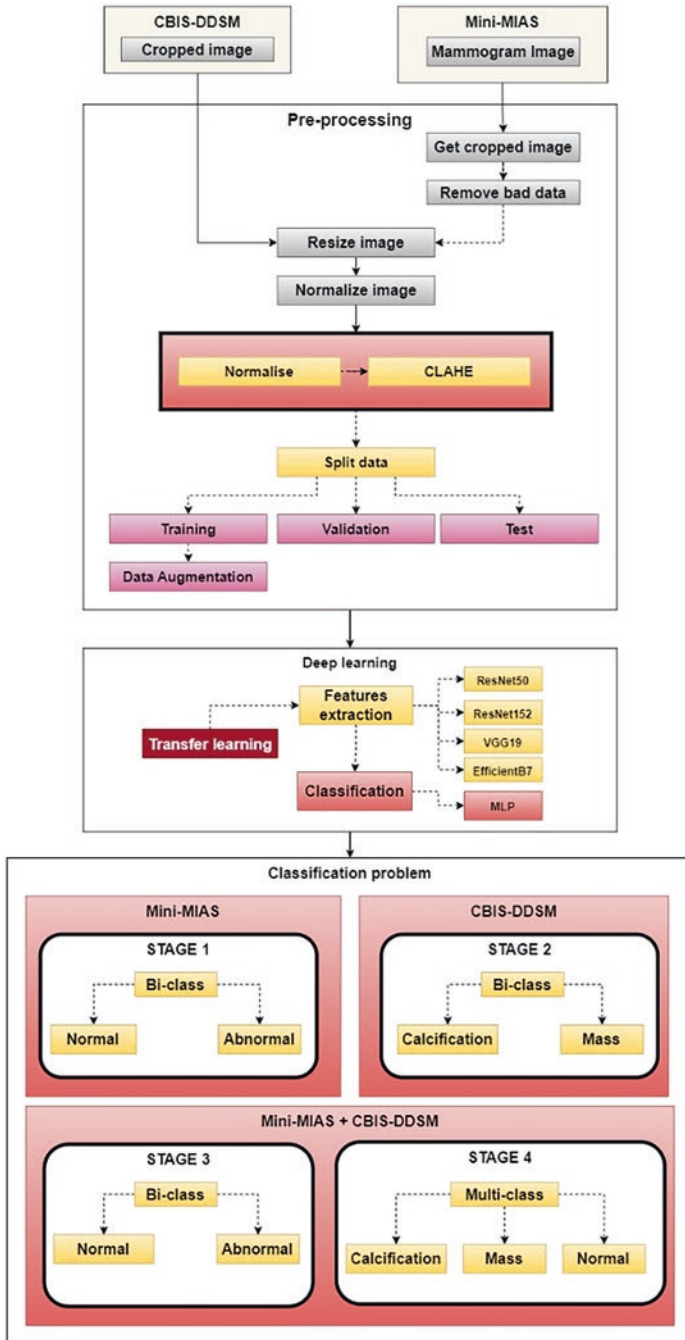 CBIS-DDSM
Cropped image
Mini-MIAS
Mammogram Image
Pre-processing
Get cropped image
Remove bad data
Resize image
Normalize image
Normalise
CLAHE
Split data
Training
Validation
Test
Data Augmentation
Deep learning
Features
extraction
ResNet50
ResNet152
VGG19
EfficientB7
Transfer learning
Classification
MLP
Classification problem
Mini-MIAS
STAGE 1
Bi-class
Normal
Abnormal
CBIS-DDSM
STAGE 2
Bi-class
Calcification
Mass
Mini-MIAS + CBIS-DDSM
STAGE 3
Bi-class
Normal
Abnormal
STAGE 4
Multi-class
Calcification
Mass
Normal